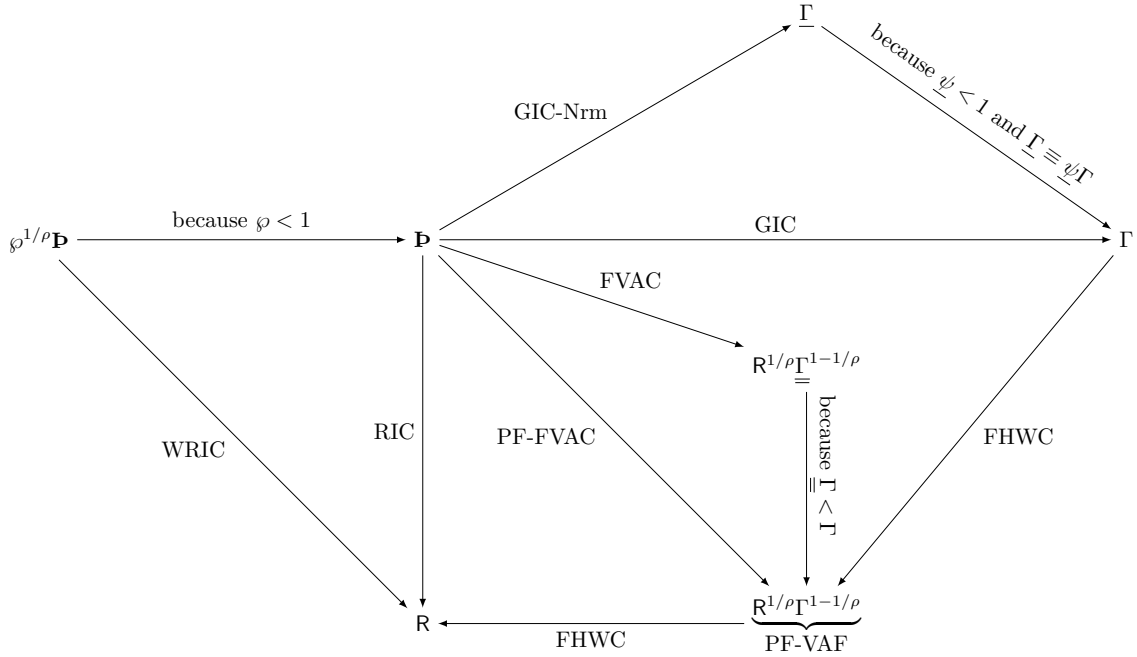 Γ̲
because ψ̲ < 1 and Γ̲ ≡ ψ̲Γ
GIC-Nrm
℘^{1/ρ}Þ
because ℘ < 1
Þ
GIC
Γ
FVAC
R^{1/ρ}Γ̳^{1−1/ρ}
WRIC
RIC
PF-FVAC
because Γ̳ < Γ
FHWC
R
FHWC
R^{1/ρ}Γ^{1−1/ρ}
PF-VAF